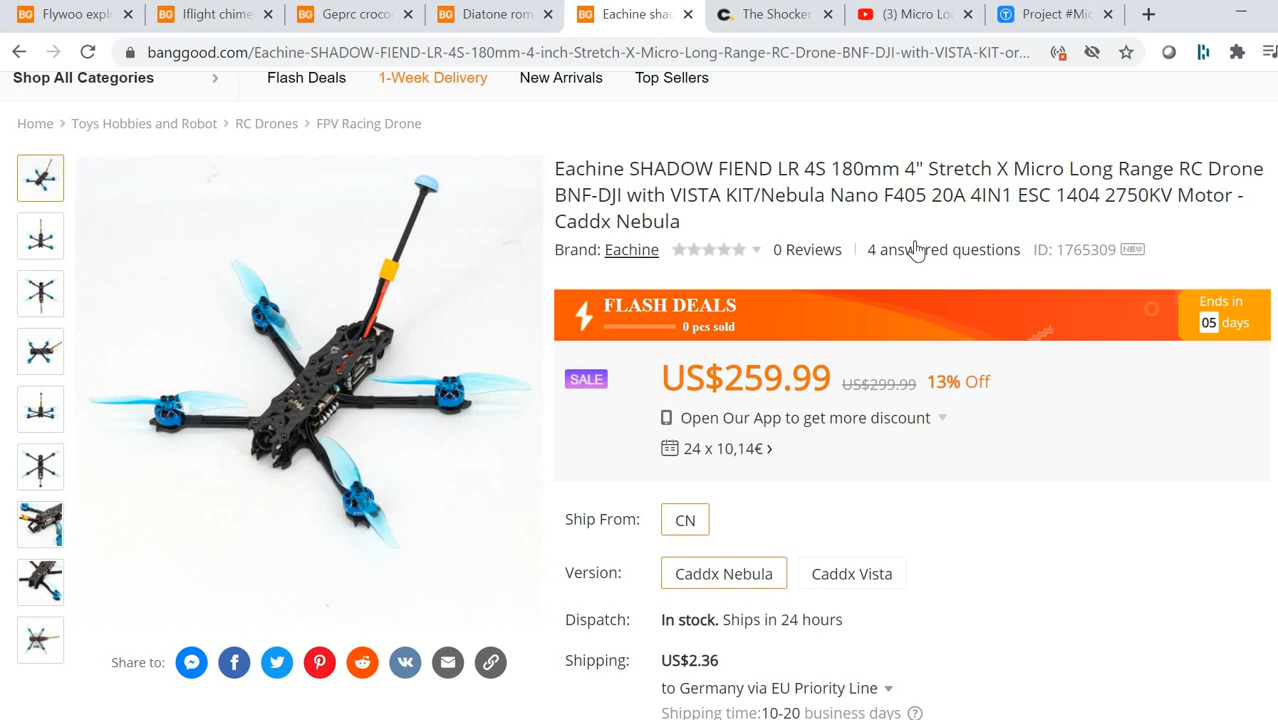 Flywoo explo
Iflight chime
Geprc croco
Diatone rom
Eachine shad
The Shocker
(3) Micro Lon
Project #Mic
banggood.com/Eachine-SHADOW-FIEND-LR-4S-180mm-4-inch-Stretch-X-Micro-Long-Range-RC-Drone-BNF-DJI-with-VISTA-KIT-or...
Shop All Categories
Flash Deals
1-Week Delivery
New Arrivals
Top Sellers
Home > Toys Hobbies and Robot > RC Drones > FPV Racing Drone
Eachine SHADOW FIEND LR 4S 180mm 4" Stretch X Micro Long Range RC Drone
BNF-DJI with VISTA KIT/Nebula Nano F405 20A 4IN1 ESC 1404 2750KV Motor -
Caddx Nebula
Brand: Eachine 0 Reviews 4 answered questions ID: 1765309 NEW
FLASH DEALS
0 pcs sold
Ends in
05 days
SALE US$259.99 US$299.99 13% Off
Open Our App to get more discount
24 x 10,14€ >
Ship From: CN
Version: Caddx Nebula Caddx Vista
Dispatch: In stock. Ships in 24 hours
Shipping: US$2.36
to Germany via EU Priority Line
Shipping time:10-20 business days
Share to: